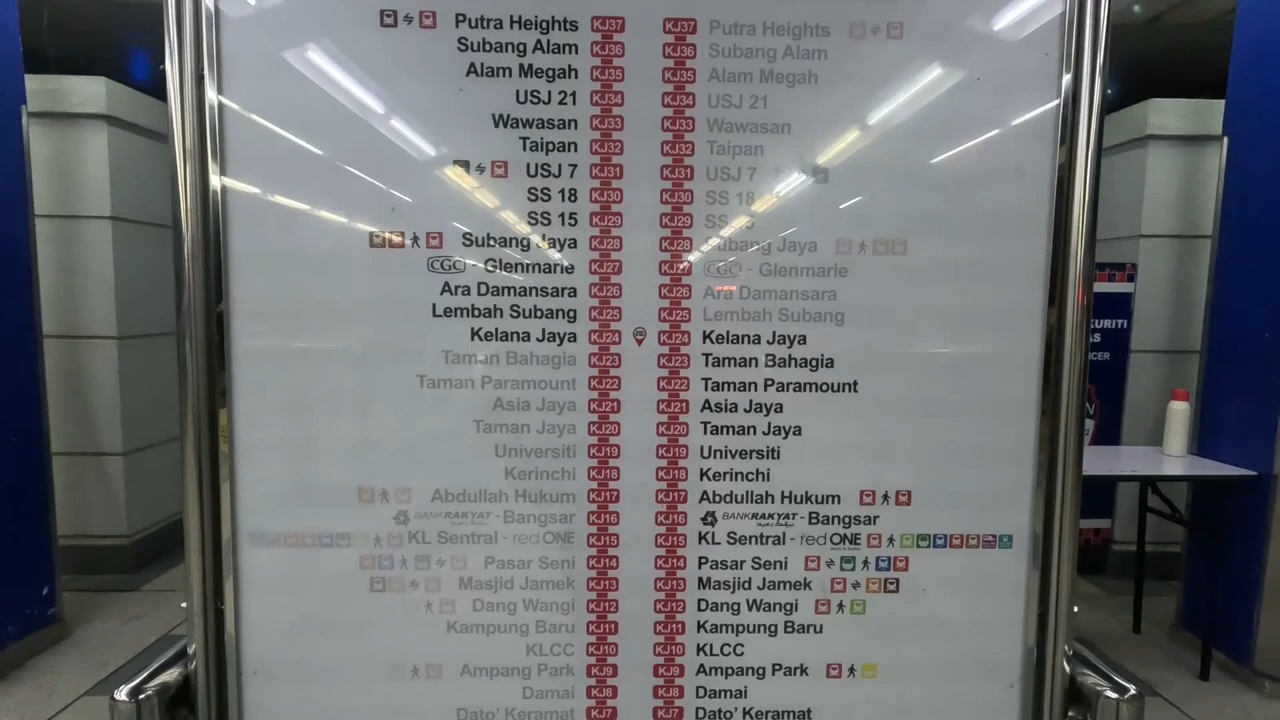 Putra Heights KJ37 KJ37 Putra Heights
Subang Alam KJ36 KJ36 Subang Alam
Alam Megah KJ35 KJ35 Alam Megah
USJ 21 KJ34 KJ34 USJ 21
Wawasan KJ33 KJ33 Wawasan
Taipan KJ32 KJ32 Taipan
USJ 7 KJ31 KJ31 USJ 7
SS 18 KJ30 KJ30 SS 18
SS 15 KJ29 KJ29 SS
Subang Jaya KJ28 KJ28 Subang Jaya
CGC - Glenmarie KJ27 KJ27 CGC - Glenmarie
Ara Damansara KJ26 KJ26 Ara Damansara
Lembah Subang KJ25 KJ25 Lembah Subang
Kelana Jaya KJ24 KJ24 Kelana Jaya
Taman Bahagia KJ23 KJ23 Taman Bahagia
Taman Paramount KJ22 KJ22 Taman Paramount
Asia Jaya KJ21 KJ21 Asia Jaya
Taman Jaya KJ20 KJ20 Taman Jaya
Universiti KJ19 KJ19 Universiti
Kerinchi KJ18 KJ18 Kerinchi
Abdullah Hukum KJ17 KJ17 Abdullah Hukum
BANKRAKYAT - Bangsar KJ16 KJ16 BANKRAKYAT - Bangsar
KL Sentral - redONE KJ15 KJ15 KL Sentral - redONE
Pasar Seni KJ14 KJ14 Pasar Seni
Masjid Jamek KJ13 KJ13 Masjid Jamek
Dang Wangi KJ12 KJ12 Dang Wangi
Kampung Baru KJ11 KJ11 Kampung Baru
KLCC KJ10 KJ10 KLCC
Ampang Park KJ9 KJ9 Ampang Park
Damai KJ8 KJ8 Damai
Dato' Keramat KJ7 KJ7 Dato' Keramat
KURITI